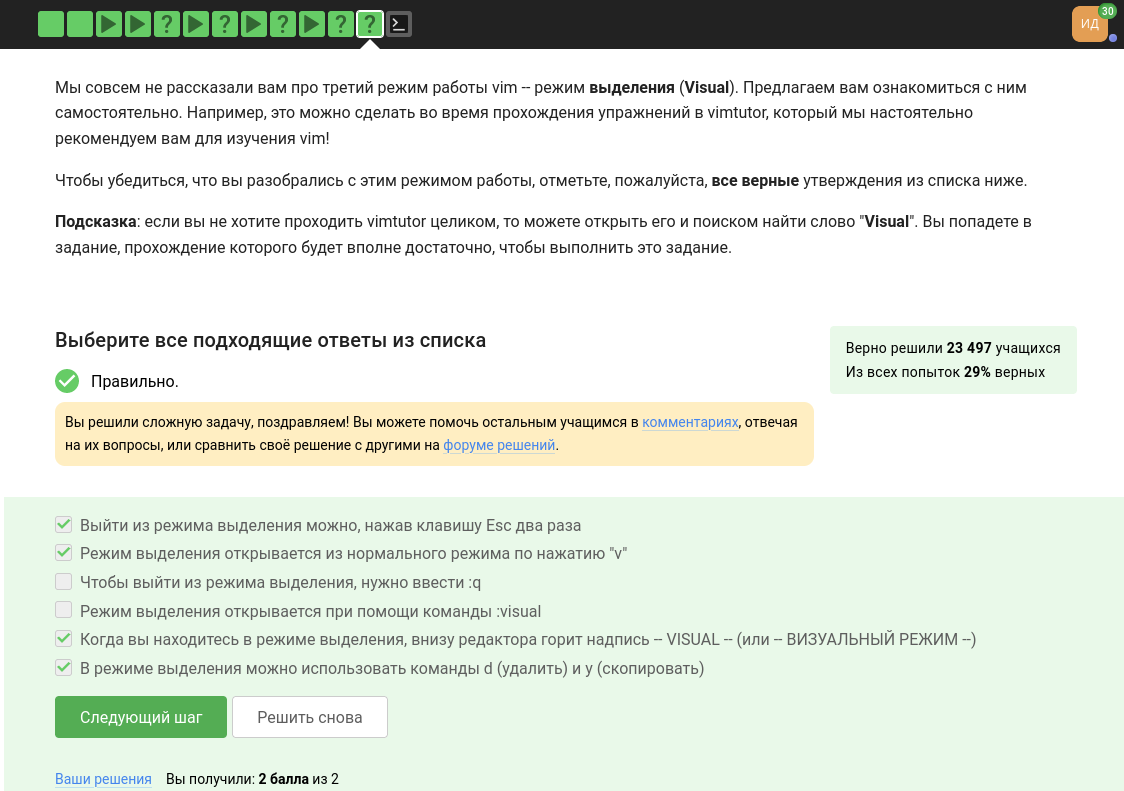 ? ? ? ? ?
30
ИД
Мы совсем не рассказали вам про третий режим работы vim -- режим выделения (Visual). Предлагаем вам ознакомиться с ним
самостоятельно. Например, это можно сделать во время прохождения упражнений в vimtutor, который мы настоятельно
рекомендуем вам для изучения vim!
Чтобы убедиться, что вы разобрались с этим режимом работы, отметьте, пожалуйста, все верные утверждения из списка ниже.
Подсказка: если вы не хотите проходить vimtutor целиком, то можете открыть его и поиском найти слово "Visual". Вы попадете в
задание, прохождение которого будет вполне достаточно, чтобы выполнить это задание.
Выберите все подходящие ответы из списка
Верно решили 23 497 учащихся
Из всех попыток 29% верных
Правильно.
Вы решили сложную задачу, поздравляем! Вы можете помочь остальным учащимся в комментариях, отвечая
на их вопросы, или сравнить своё решение с другими на форуме решений.
Выйти из режима выделения можно, нажав клавишу Esc два раза
Режим выделения открывается из нормального режима по нажатию "v"
Чтобы выйти из режима выделения, нужно ввести :q
Режим выделения открывается при помощи команды :visual
Когда вы находитесь в режиме выделения, внизу редактора горит надпись -- VISUAL -- (или -- ВИЗУАЛЬНЫЙ РЕЖИМ --)
В режиме выделения можно использовать команды d (удалить) и y (скопировать)
Следующий шаг
Решить снова
Ваши решения Вы получили: 2 балла из 2